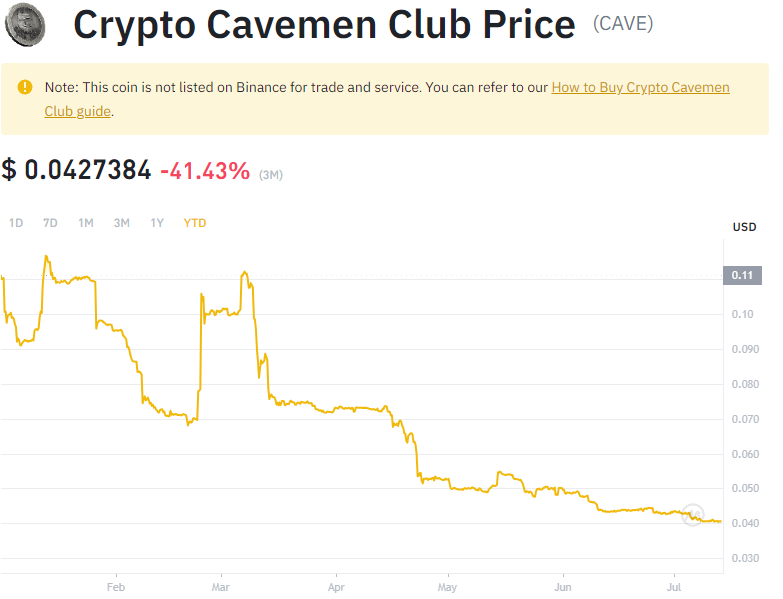 Crypto Cavemen Club Price (CAVE)
Note: This coin is not listed on Binance for trade and service. You can refer to our How to Buy Crypto Cavemen
Club guide.
$ 0.0427384 -41.43% (3M)
1D 7D 1M 3M 1Y YTD
USD
0.11
0.10
0.090
0.080
0.070
0.060
0.050
0.040
0.030
Feb Mar Apr May Jun Jul